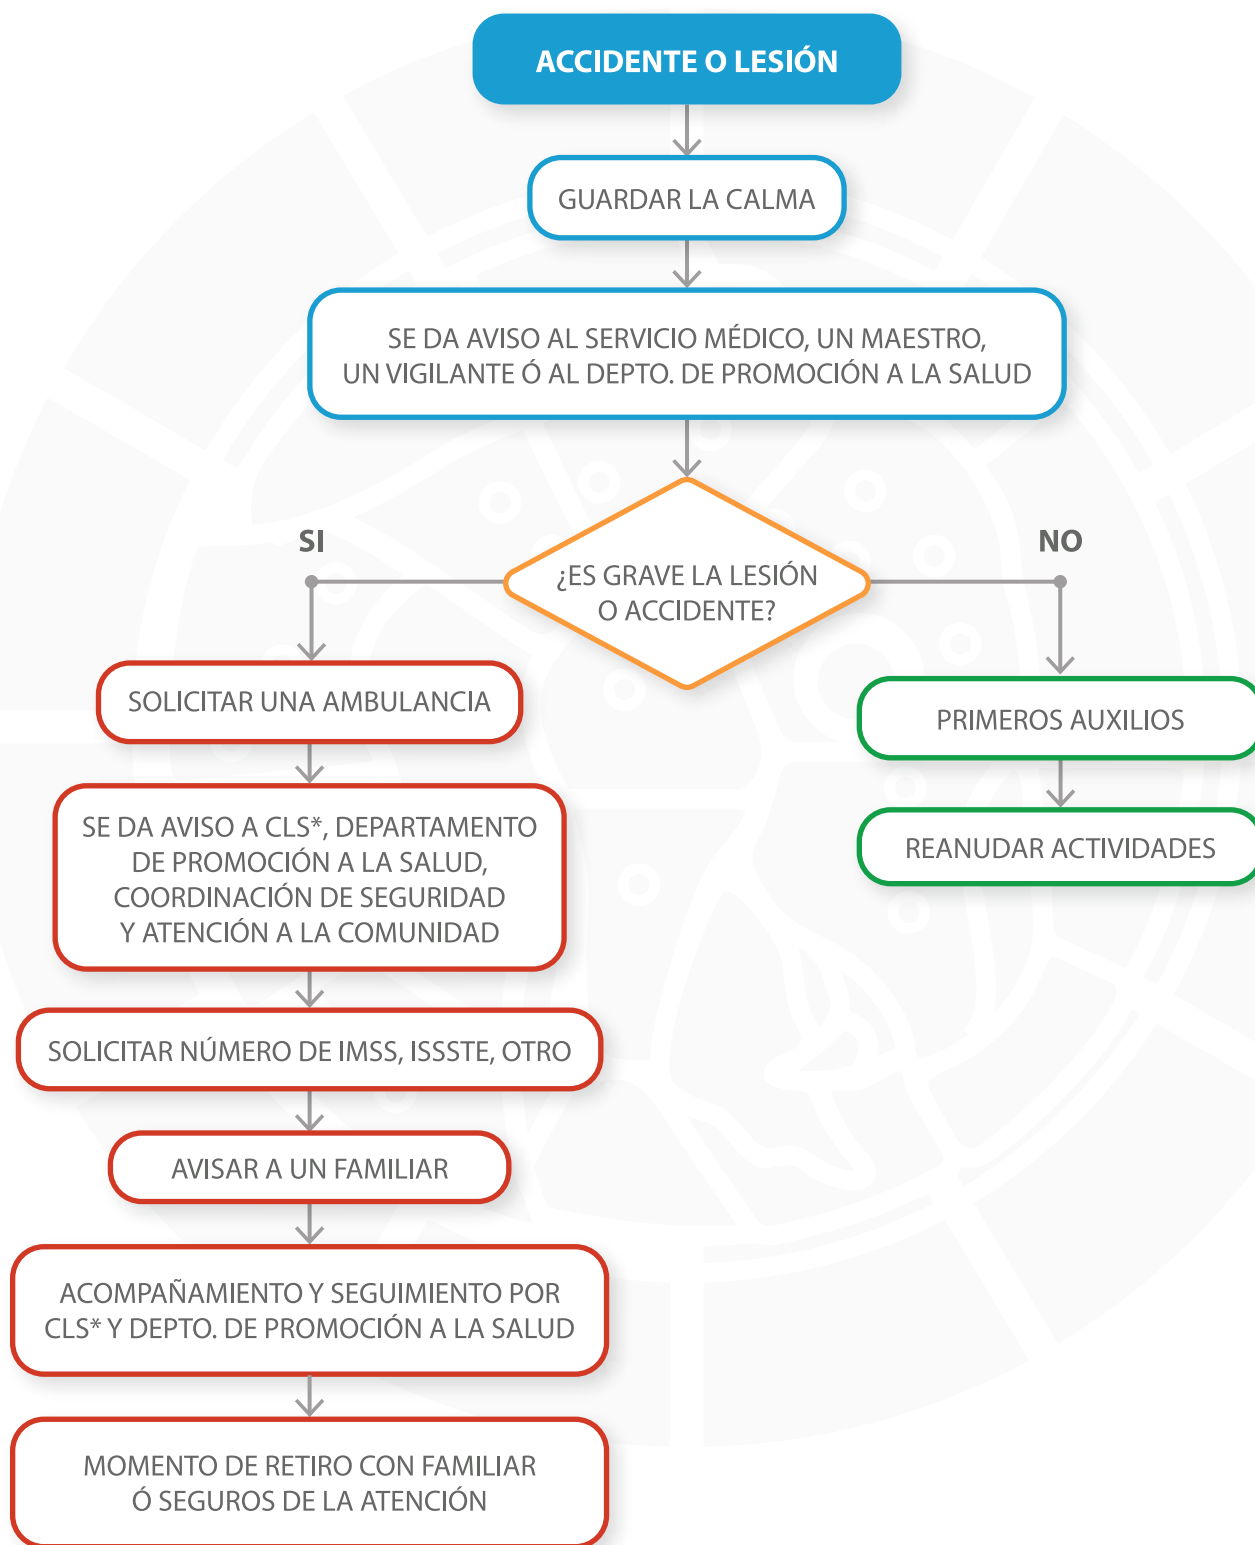 ACCIDENTE O LESIÓN
GUARDAR LA CALMA
SE DA AVISO AL SERVICIO MÉDICO, UN MAESTRO,
UN VIGILANTE Ó AL DEPTO. DE PROMOCIÓN A LA SALUD
¿ES GRAVE LA LESIÓN
O ACCIDENTE?
SI
SOLICITAR UNA AMBULANCIA
SE DA AVISO A CLS*, DEPARTAMENTO
DE PROMOCIÓN A LA SALUD,
COORDINACIÓN DE SEGURIDAD
Y ATENCIÓN A LA COMUNIDAD
SOLICITAR NÚMERO DE IMSS, ISSSTE, OTRO
AVISAR A UN FAMILIAR
ACOMPAÑAMIENTO Y SEGUIMIENTO POR
CLS* Y DEPTO. DE PROMOCIÓN A LA SALUD
MOMENTO DE RETIRO CON FAMILIAR
Ó SEGUROS DE LA ATENCIÓN
NO
PRIMEROS AUXILIOS
REANUDAR ACTIVIDADES